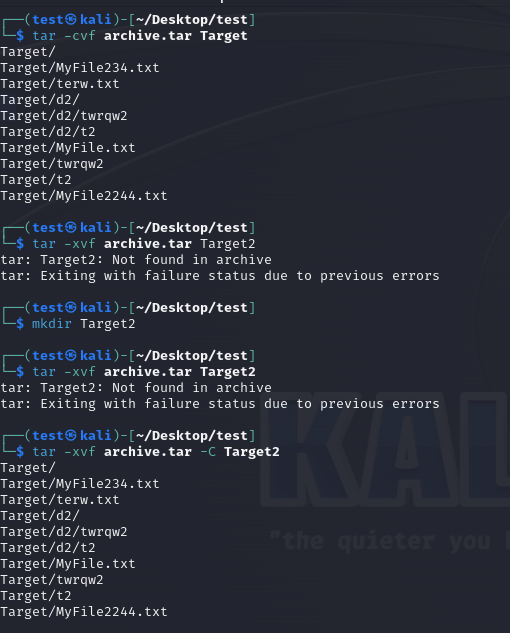 ┌──(test㉿kali)-[~/Desktop/test]
└─$ tar -cvf archive.tar Target
Target/
Target/MyFile234.txt
Target/terw.txt
Target/d2/
Target/d2/twrqw2
Target/d2/t2
Target/MyFile.txt
Target/twrqw2
Target/t2
Target/MyFile2244.txt
┌──(test㉿kali)-[~/Desktop/test]
└─$ tar -xvf archive.tar Target2
tar: Target2: Not found in archive
tar: Exiting with failure status due to previous errors
┌──(test㉿kali)-[~/Desktop/test]
└─$ mkdir Target2
┌──(test㉿kali)-[~/Desktop/test]
└─$ tar -xvf archive.tar Target2
tar: Target2: Not found in archive
tar: Exiting with failure status due to previous errors
┌──(test㉿kali)-[~/Desktop/test]
└─$ tar -xvf archive.tar -C Target2
Target/
Target/MyFile234.txt
Target/terw.txt
Target/d2/
Target/d2/twrqw2
Target/d2/t2
Target/MyFile.txt
Target/twrqw2
Target/t2
Target/MyFile2244.txt
KAL
"the quieter you